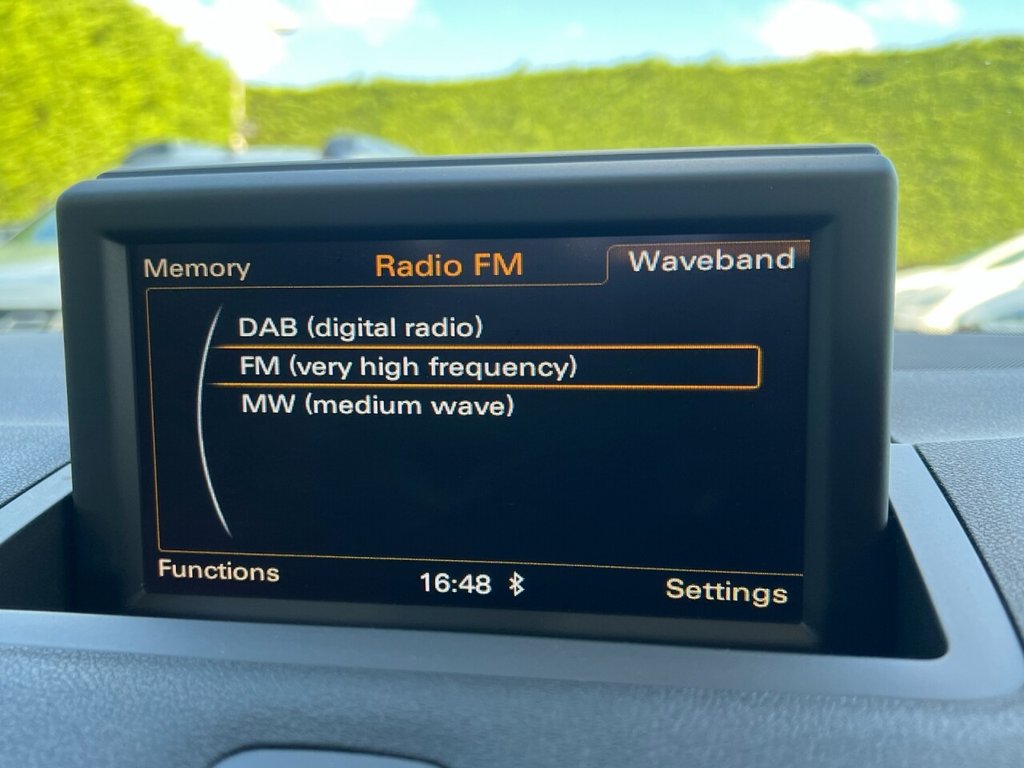 Memory
Radio FM
Waveband
DAB (digital radio)
FM (very high frequency)
MW (medium wave)
Functions
16:48
Settings